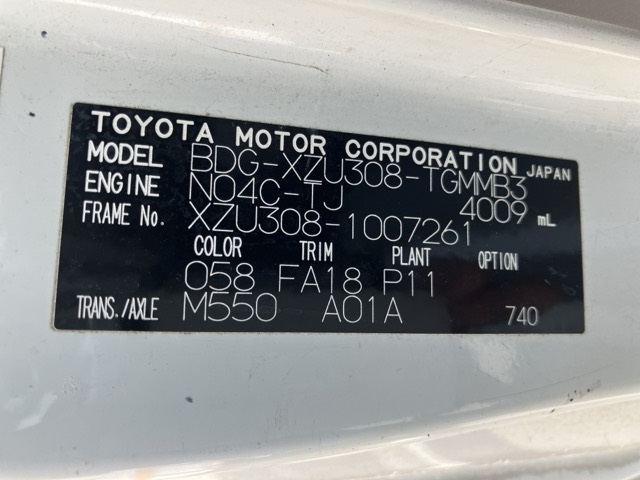 TOYOTA MOTOR CORPORATION JAPAN
MODEL BDG-XZU308-TGMMB3
ENGINE N04C-TJ 4009 mL
FRAME No. XZU308-1007261
COLOR TRIM PLANT OPTION
058 FA18 P11
TRANS./AXLE M550 A01A 740